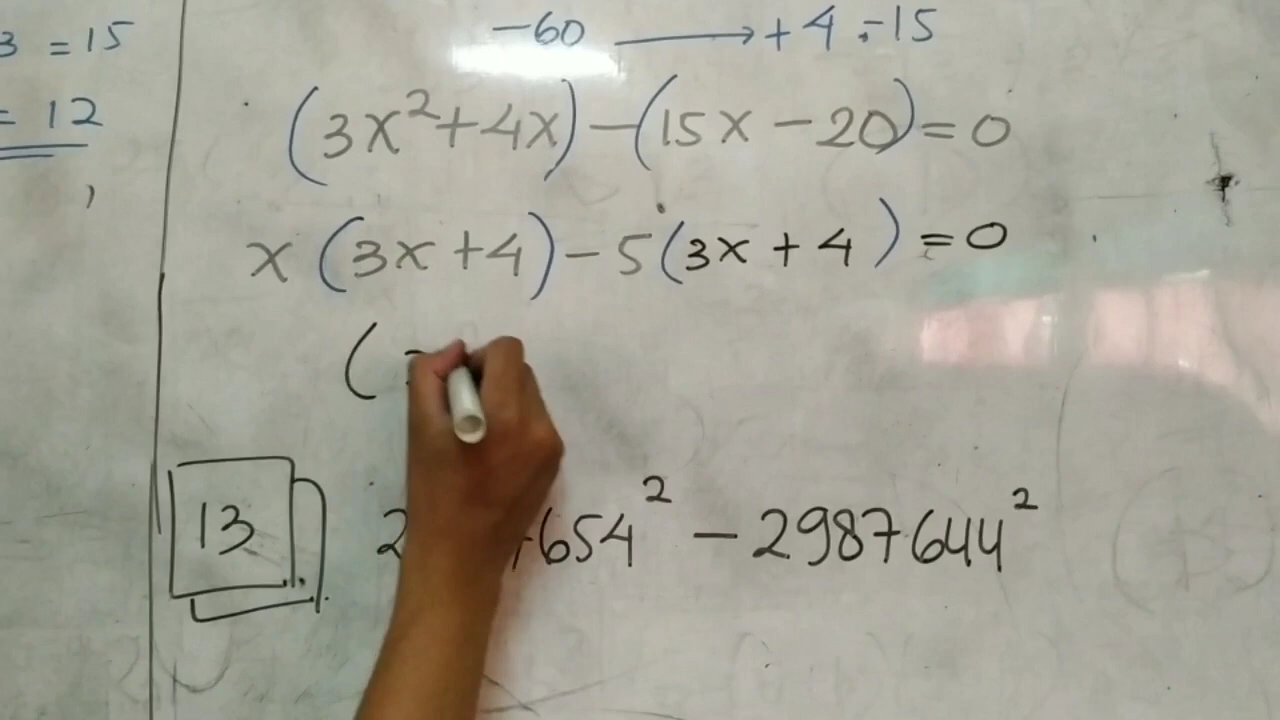 3 = 15
= 12
-60 → +4, -15
(3x²+4x) - (15x - 20) = 0
x (3x + 4) - 5 (3x + 4) = 0
(
13
2 7654² - 2987644²